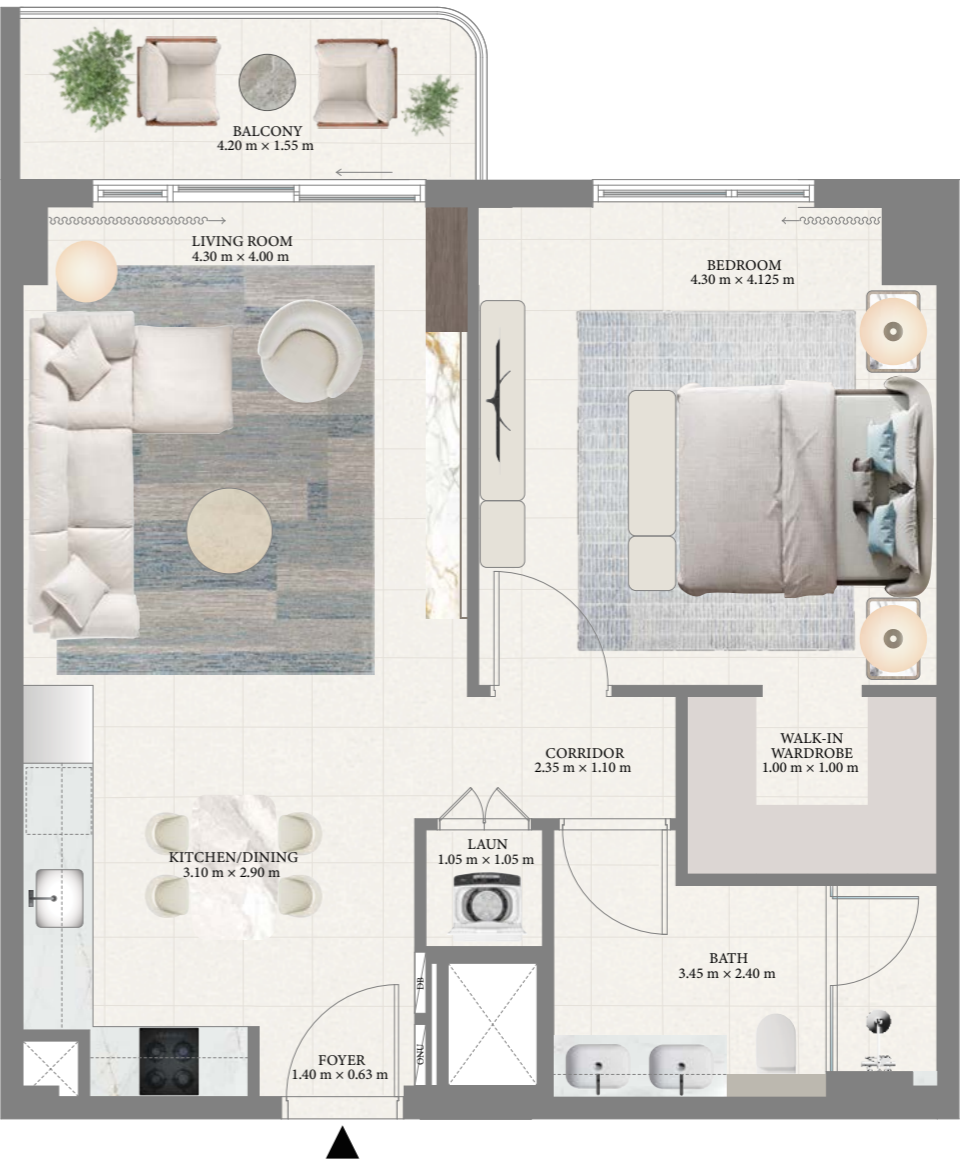 BALCONY
4.20 m × 1.55 m
LIVING ROOM
4.30 m × 4.00 m
BEDROOM
4.30 m × 4.125 m
CORRIDOR
2.35 m × 1.10 m
WALK-IN
WARDROBE
1.00 m × 1.00 m
LAUN
1.05 m × 1.05 m
KITCHEN/DINING
3.10 m × 2.90 m
BATH
3.45 m × 2.40 m
DB
ONU
FOYER
1.40 m × 0.63 m